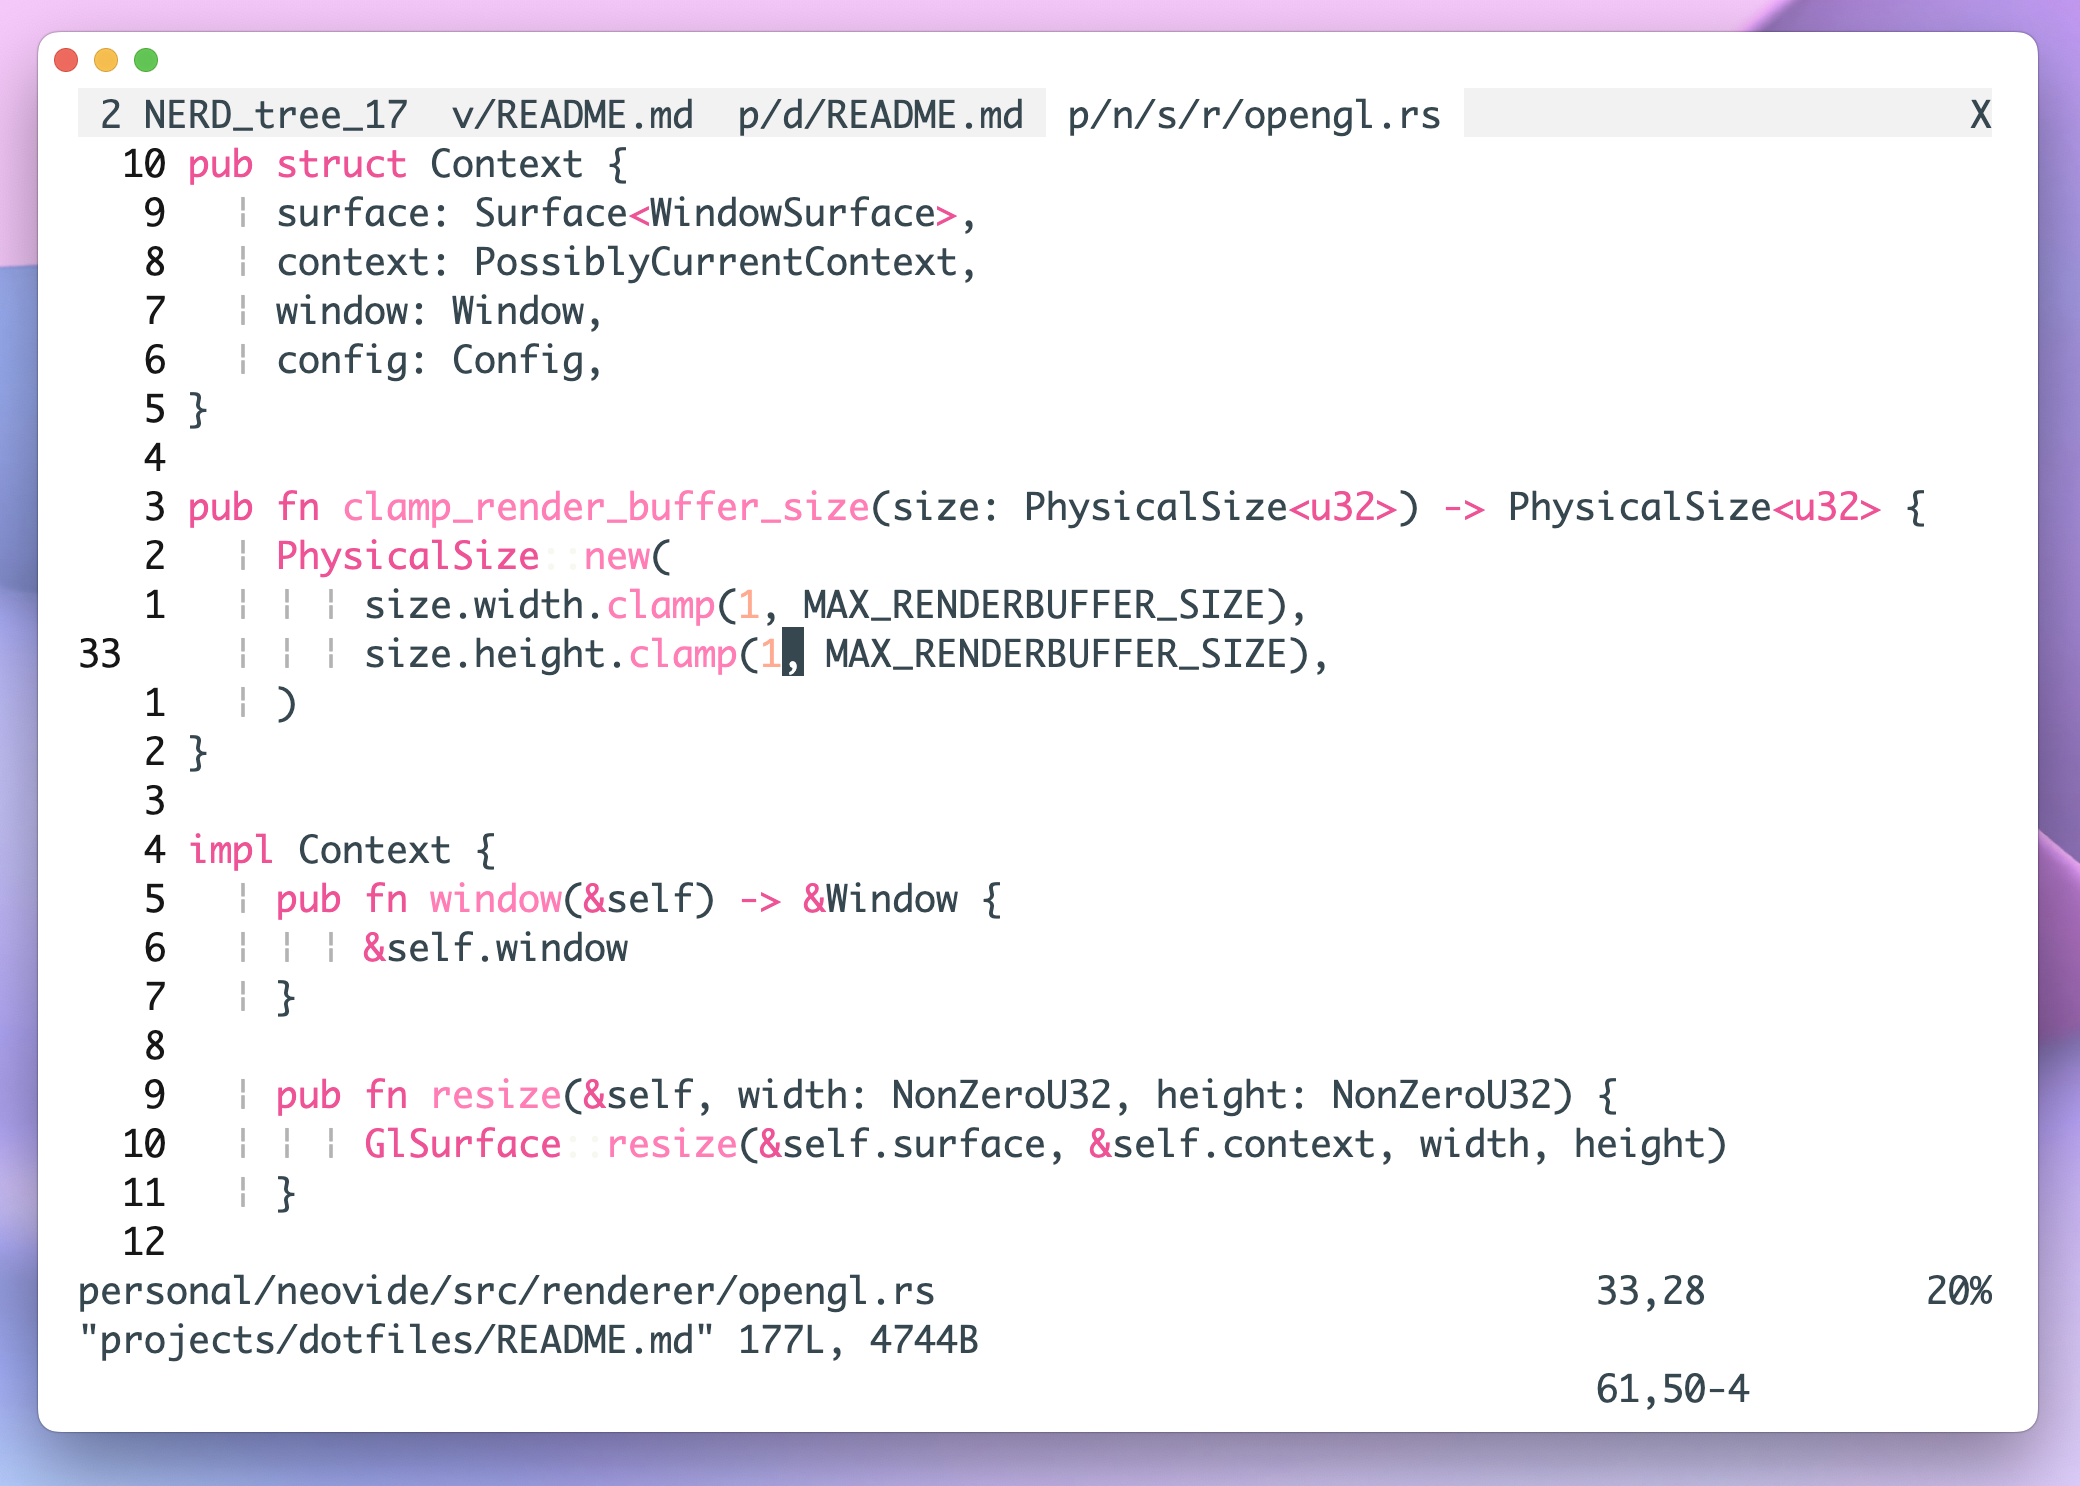 2 NERD_tree_17  v/README.md  p/d/README.md  p/n/s/r/opengl.rs  X
10 pub struct Context {
9   ¦ surface: Surface<WindowSurface>,
8   ¦ context: PossiblyCurrentContext,
7   ¦ window: Window,
6   ¦ config: Config,
5 }
4
3 pub fn clamp_render_buffer_size(size: PhysicalSize<u32>) -> PhysicalSize<u32> {
2   ¦ PhysicalSize::new(
1   ¦ ¦ ¦ size.width.clamp(1, MAX_RENDERBUFFER_SIZE),
33   ¦ ¦ ¦ size.height.clamp(1, MAX_RENDERBUFFER_SIZE),
1   ¦ )
2 }
3
4 impl Context {
5   ¦ pub fn window(&self) -> &Window {
6   ¦ ¦ ¦ &self.window
7   ¦ }
8
9   ¦ pub fn resize(&self, width: NonZeroU32, height: NonZeroU32) {
10   ¦ ¦ ¦ GlSurface::resize(&self.surface, &self.context, width, height)
11   ¦ }
12
personal/neovide/src/renderer/opengl.rs  33,28  20%
"projects/dotfiles/README.md" 177L, 4744B
61,50-4